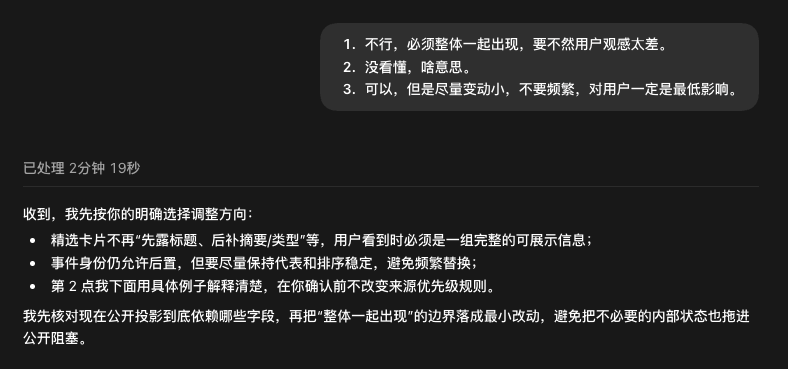 1. 不行，必须整体一起出现，要不然用户观感太差。
2. 没看懂，啥意思。
3. 可以，但是尽量变动小，不要频繁，对用户一定是最低影响。
已处理 2分钟 19秒
收到，我先按你的明确选择调整方向：
• 精选卡片不再“先露标题、后补摘要/类型”等，用户看到时必须是一组完整的可展示信息；
• 事件身份仍允许后置，但要尽量保持代表和排序稳定，避免频繁替换；
• 第 2 点我下面用具体例子解释清楚，在你确认前不改变来源优先级规则。
我先核对现在公开投影到底依赖哪些字段，再把“整体一起出现”的边界落成最小改动，避免把不必要的内部状态也拖进
公开阻塞。